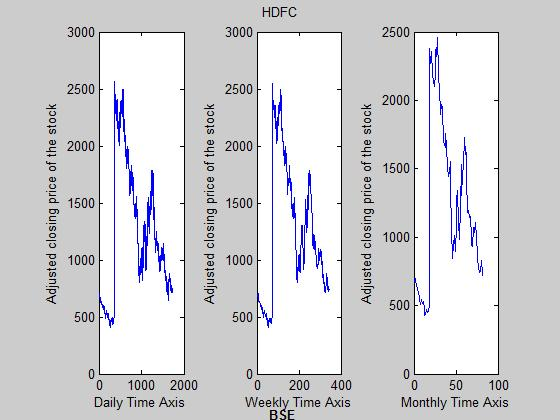 HDFC
3000
2500
2000
1500
1000
500
0
0 1000 2000
Adjusted closing price of the stock
Daily Time Axis
3000
2500
2000
1500
1000
500
0
0 200 400
Adjusted closing price of the stock
Weekly Time Axis
2500
2000
1500
1000
500
0
0 50 100
Adjusted closing price of the stock
Monthly Time Axis
BSE